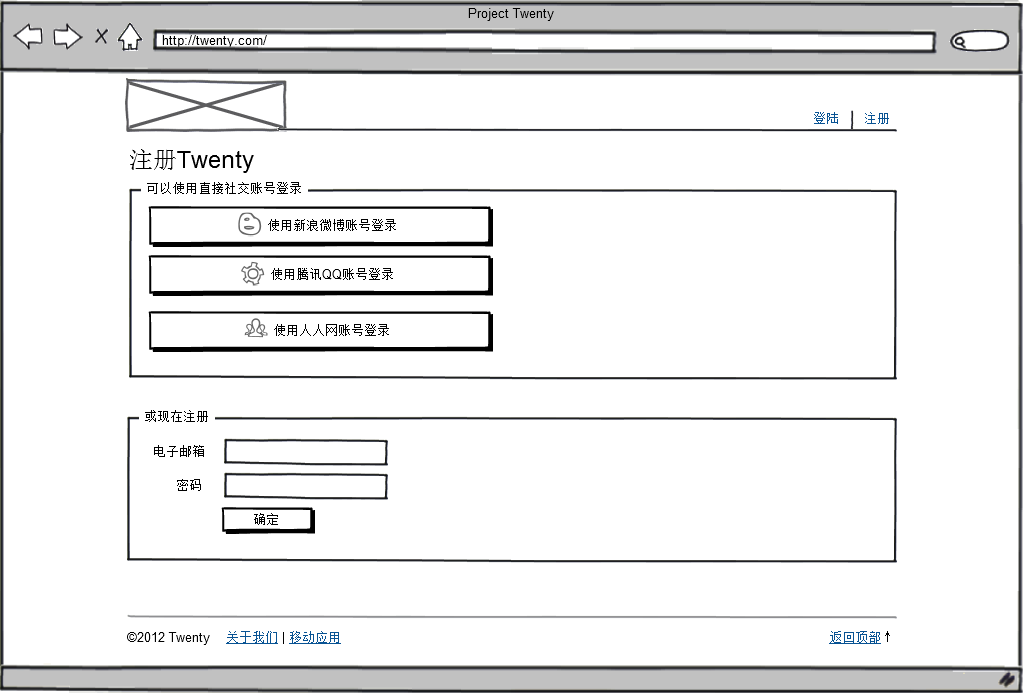 Project Twenty
http://twenty.com/
登陆 | 注册
注册Twenty
可以使用直接社交账号登录
使用新浪微博账号登录
使用腾讯QQ账号登录
使用人人网账号登录
或现在注册
电子邮箱
密码
确定
©2012 Twenty 关于我们 | 移动应用 返回顶部↑